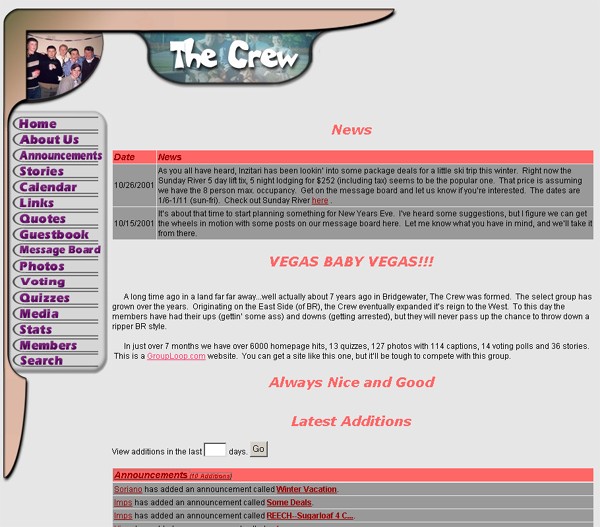 The Crew
Home
About Us
Announcements
Stories
Calendar
Links
Quotes
Guestbook
Message Board
Photos
Voting
Quizzes
Media
Stats
Members
Search
News
Date News
10/26/2001 As you all have heard, Inzitari has been lookin' into some package deals for a little ski trip this winter. Right now the
Sunday River 5 day lift tix, 5 night lodging for $252 (including tax) seems to be the popular one. That price is assuming
we have the 8 person max. occupancy. Get on the message board and let us know if you're interested. The dates are
1/6-1/11 (sun-fri). Check out Sunday River here .
10/15/2001 It's about that time to start planning something for New Years Eve. I've heard some suggestions, but I figure we can get
the wheels in motion with some posts on our message board here. Let me know what you have in mind, and we'll take it
from there.
VEGAS BABY VEGAS!!!
A long time ago in a land far far away...well actually about 7 years ago in Bridgewater, The Crew was formed. The select group has
grown over the years. Originating on the East Side (of BR), the Crew eventually expanded it's reign to the West. To this day the
members have had their ups (gettin' some ass) and downs (getting arrested), but they will never pass up the chance to throw down a
ripper BR style.
In just over 7 months we have over 6000 homepage hits, 13 quizzes, 127 photos with 114 captions, 14 voting polls and 36 stories.
This is a GroupLoop.com website. You can get a site like this one, but it'll be tough to compete with this group.
Always Nice and Good
Latest Additions
View additions in the last days. Go
Announcements (10 Additions)
Soriano has added an announcement called Winter Vacation.
Imps has added an announcement called Some Deals.
Imps has added an announcement called REECH--Sugarloaf 4 C...